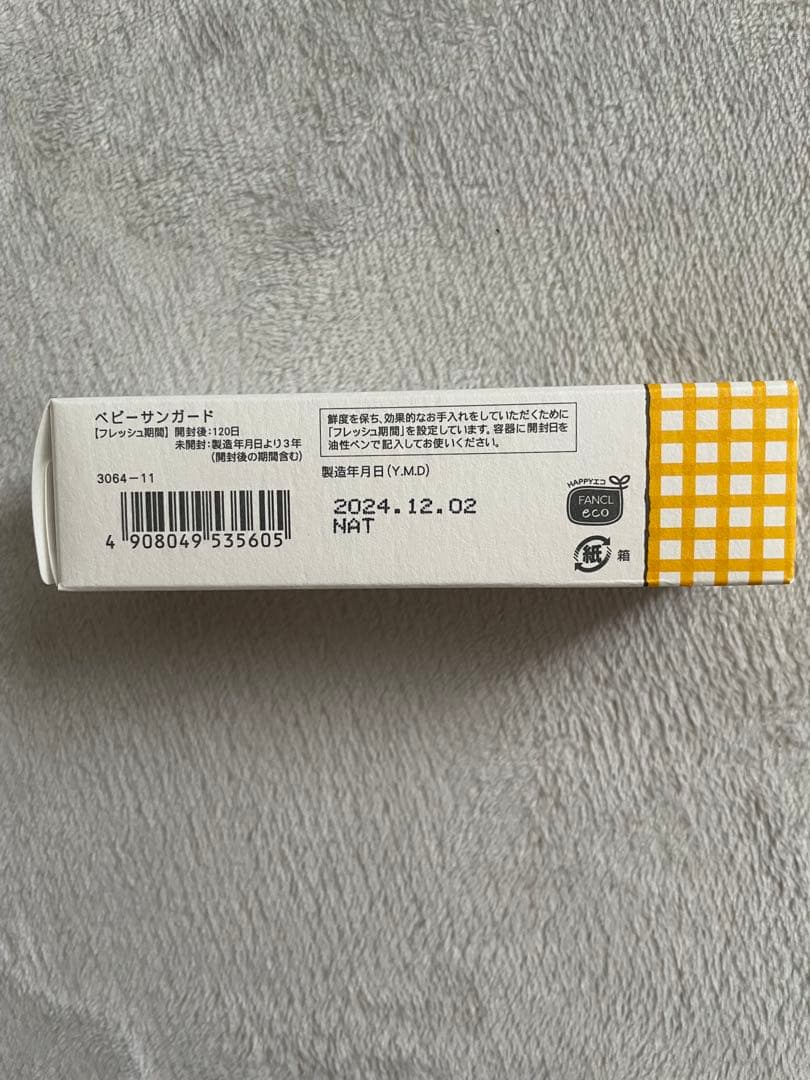 ベビーサンガード
【フレッシュ期間】開封後:120日
未開封:製造年月日より3年
(開封後の期間含む)
3064-11
4 908049 535605
鮮度を保ち、効果的なお手入れをしていただくために
「フレッシュ期間」を設定しています。容器に開封日を
油性ペンで記入してお使いください。
製造年月日(Y.M.D)
2024.12.02
NAT
HAPPYエコ
FANCL
eco
紙 箱